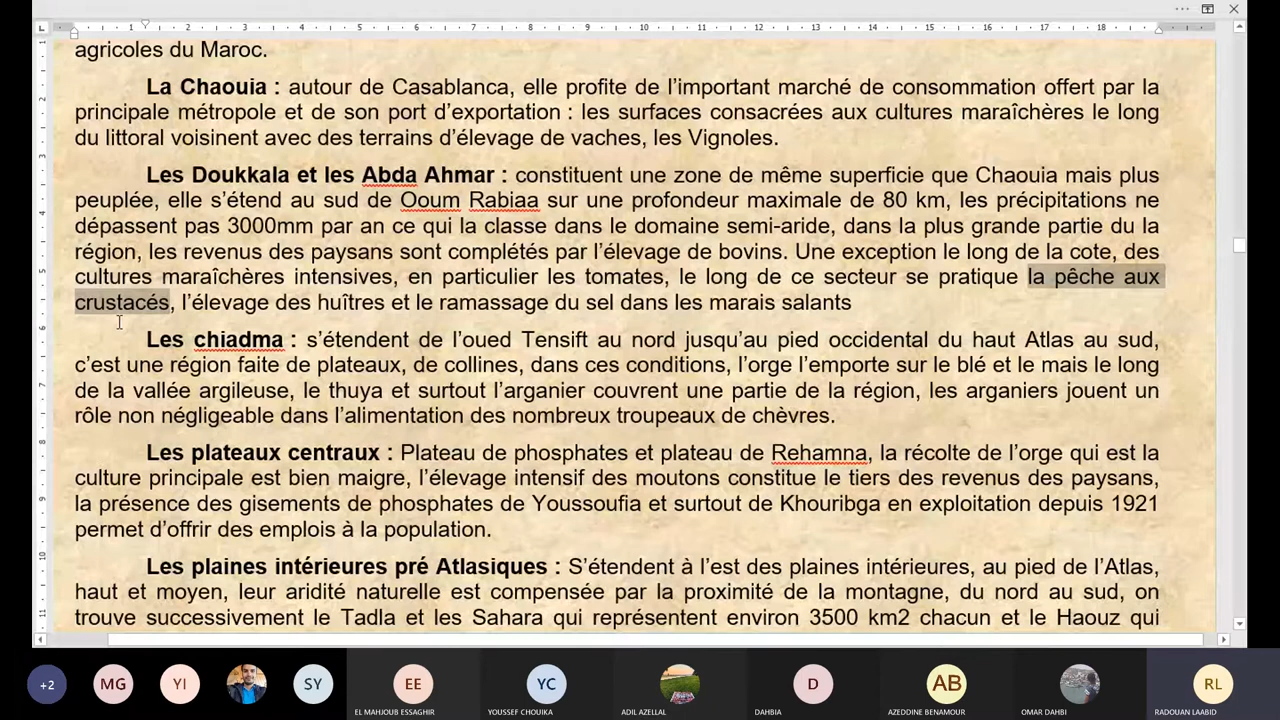 agricoles du Maroc.
La Chaouia : autour de Casablanca, elle profite de l'important marché de consommation offert par la
principale métropole et de son port d'exportation : les surfaces consacrées aux cultures maraîchères le long
du littoral voisinent avec des terrains d'élevage de vaches, les Vignoles.
Les Doukkala et les Abda Ahmar : constituent une zone de même superficie que Chaouia mais plus
peuplée, elle s'étend au sud de Ooum Rabiaa sur une profondeur maximale de 80 km, les précipitations ne
dépassent pas 3000mm par an ce qui la classe dans le domaine semi-aride, dans la plus grande partie du la
région, les revenus des paysans sont complétés par l'élevage de bovins. Une exception le long de la cote, des
cultures maraîchères intensives, en particulier les tomates, le long de ce secteur se pratique la pêche aux
crustacés, l'élevage des huîtres et le ramassage du sel dans les marais salants
Les chiadma : s'étendent de l'oued Tensift au nord jusqu'au pied occidental du haut Atlas au sud,
c'est une région faite de plateaux, de collines, dans ces conditions, l'orge l'emporte sur le blé et le mais le long
de la vallée argileuse, le thuya et surtout l'arganier couvrent une partie de la région, les arganiers jouent un
rôle non négligeable dans l'alimentation des nombreux troupeaux de chèvres.
Les plateaux centraux : Plateau de phosphates et plateau de Rehamna, la récolte de l'orge qui est la
culture principale est bien maigre, l'élevage intensif des moutons constitue le tiers des revenus des paysans,
la présence des gisements de phosphates de Youssoufia et surtout de Khouribga en exploitation depuis 1921
permet d'offrir des emplois à la population.
Les plaines intérieures pré Atlasiques : S'étendent à l'est des plaines intérieures, au pied de l'Atlas,
haut et moyen, leur aridité naturelle est compensée par la proximité de la montagne, du nord au sud, on
trouve successivement le Tadla et les Sahara qui représentent environ 3500 km2 chacun et le Haouz qui
+2 MG YI SY EE YC D AB RL
EL MAHJOUB ESSAGHIR YOUSSEF CHOUIKA ADIL AZELLAL DAHBIA AZEDDINE BENAMOUR OMAR DAHBI RADOUAN LAABID